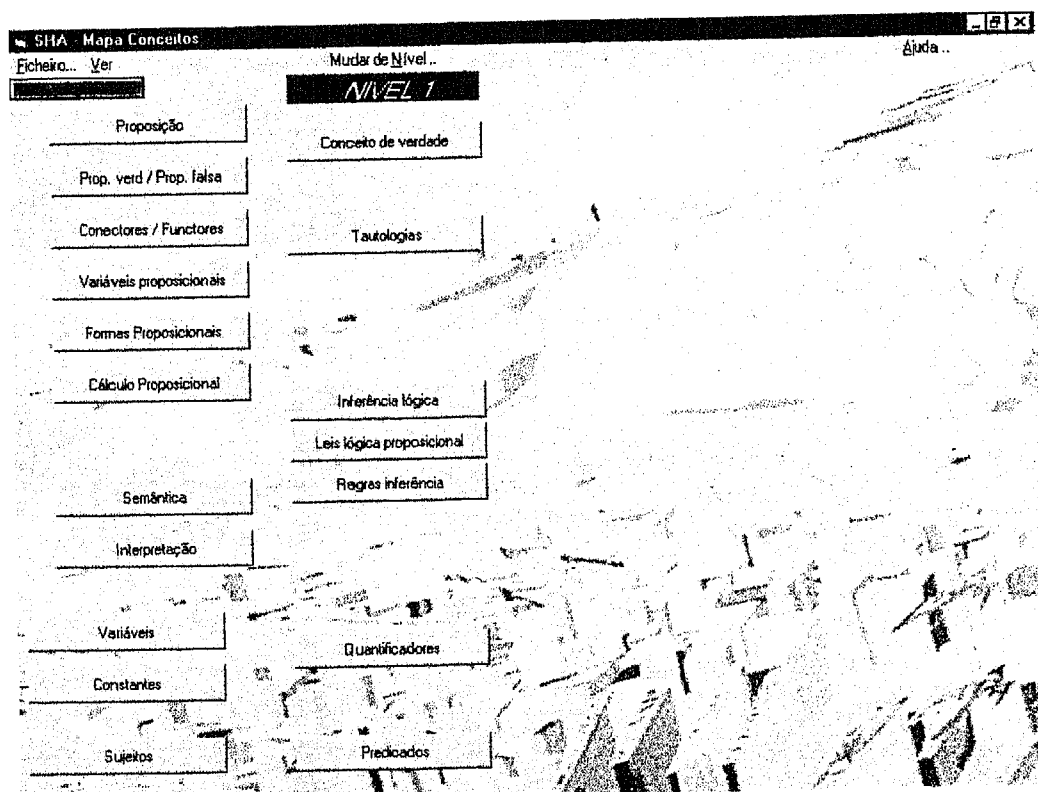 SHA - Mapa Conceitos
Ficheiro... Ver
Mudar de Nível..
Ajuda ..
NIVEL 1
Proposição
Prop. verd / Prop. falsa
Conectores / Functores
Variáveis proposicionais
Formas Proposicionais
Cálculo Proposicional
Semântica
Interpretação
Variáveis
Constantes
Sujeitos
Conceito de verdade
Tautologias
Inferência lógica
Leis lógica proposicional
Regras inferência
Quantificadores
Predicados